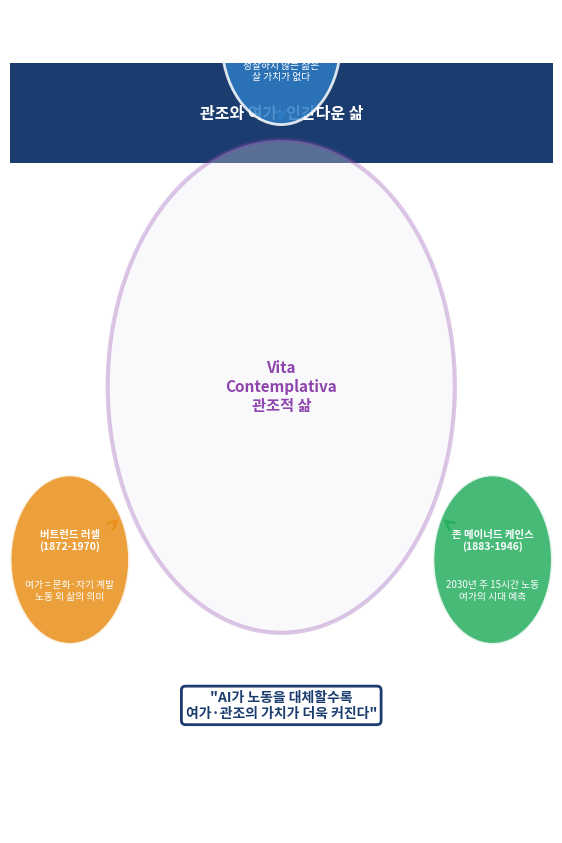 성찰하지 않는 삶은
살 가치가 없다
관조와 여가: 인간다운 삶
Vita
Contemplativa
관조적 삶
버트런드 러셀
(1872-1970)
여가 = 문화·자기 계발
노동 외 삶의 의미
존 메이너드 케인스
(1883-1946)
2030년 주 15시간 노동
여가의 시대 예측
"AI가 노동을 대체할수록
여가·관조의 가치가 더욱 커진다"